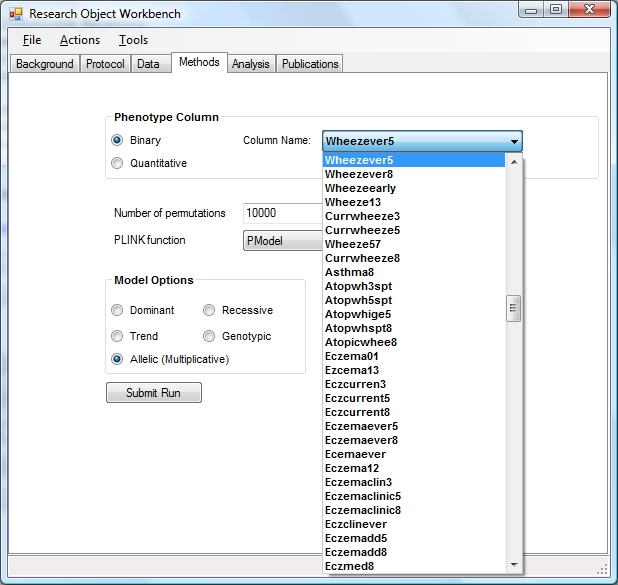 Research Object Workbench
File Actions Tools
Background Protocol Data Methods Analysis Publications
Phenotype Column
Binary Column Name: Wheezever5
Quantitative
Number of permutations 10000
PLINK function PModel
Model Options
Dominant Recessive
Trend Genotypic
Allelic (Multiplicative)
Submit Run
Wheezever5
Wheezever8
Wheezeearly
Wheeze13
Currwheeze3
Currwheeze5
Wheeze57
Currwheeze8
Asthma8
Atopwh3spt
Atopwh5spt
Atopwhige5
Atopwhspt8
Atopicwhee8
Eczema01
Ezcema13
Eczcurren3
Eczcurrent5
Eczcurrent8
Eczemaever5
Eczemaever8
Ecemaever
Eczema12
Eczemaclin3
Eczemaclinic5
Eczemaclinic8
Eczclinever
Eczemadd5
Eczemadd8
Eczmed8